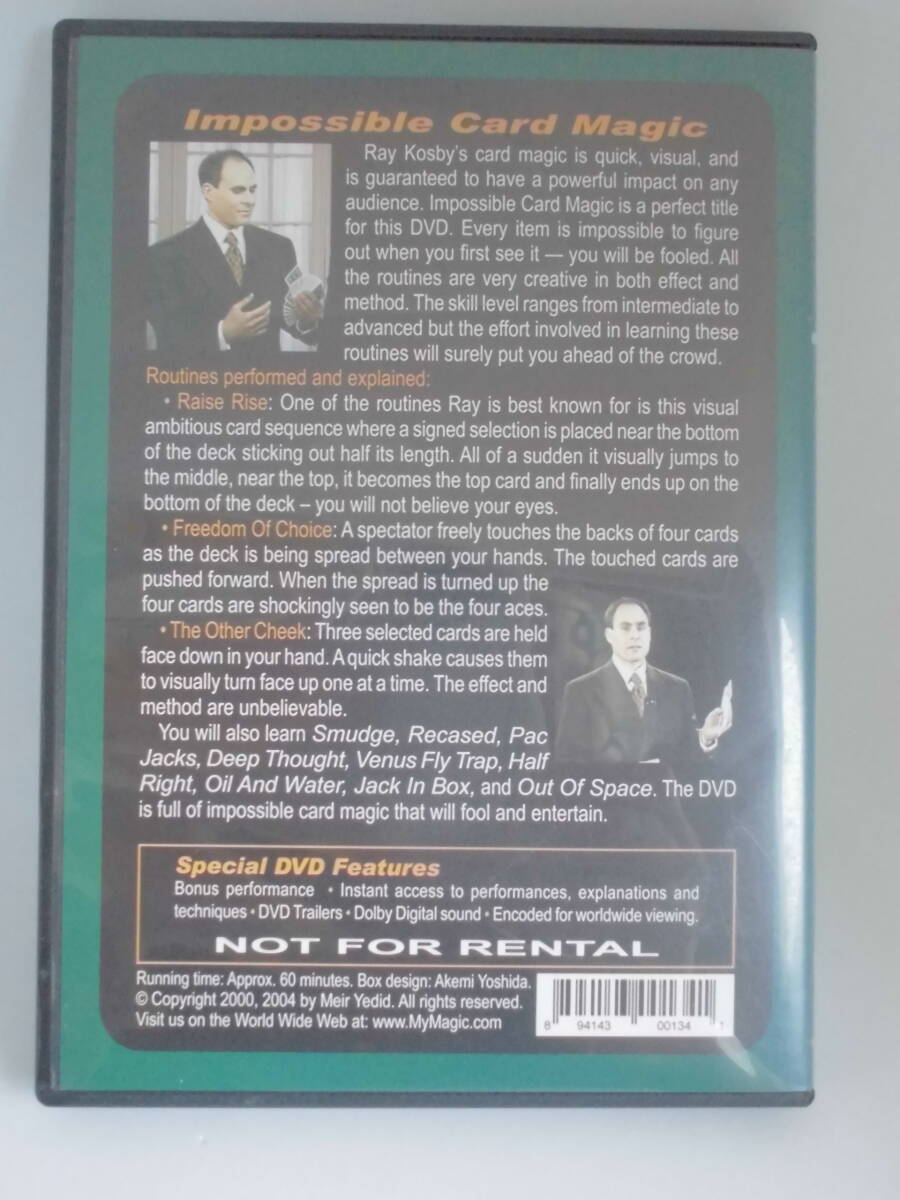 Impossible Card Magic
Ray Kosby's card magic is quick, visual, and
is guaranteed to have a powerful impact on any
audience. Impossible Card Magic is a perfect title
for this DVD. Every item is impossible to figure
out when you first see it — you will be fooled. All
the routines are very creative in both effect and
method. The skill level ranges from intermediate to
advanced but the effort involved in learning these
routines will surely put you ahead of the crowd.
Routines performed and explained:
• Raise Rise: One of the routines Ray is best known for is this visual
ambitious card sequence where a signed selection is placed near the bottom
of the deck sticking out half its length. All of a sudden it visually jumps to
the middle, near the top, it becomes the top card and finally ends up on the
bottom of the deck – you will not believe your eyes.
• Freedom Of Choice: A spectator freely touches the backs of four cards
as the deck is being spread between your hands. The touched cards are
pushed forward. When the spread is turned up the
four cards are shockingly seen to be the four aces.
• The Other Cheek: Three selected cards are held
face down in your hand. A quick shake causes them
to visually turn face up one at a time. The effect and
method are unbelievable.
You will also learn Smudge, Recased, Pac
Jacks, Deep Thought, Venus Fly Trap, Half
Right, Oil And Water, Jack In Box, and Out Of Space. The DVD
is full of impossible card magic that will fool and entertain.
Special DVD Features
Bonus performance • Instant access to performances, explanations and
techniques • DVD Trailers • Dolby Digital sound • Encoded for worldwide viewing.
NOT FOR RENTAL
Running time: Approx. 60 minutes. Box design: Akemi Yoshida.
© Copyright 2000, 2004 by Meir Yedid. All rights reserved.
Visit us on the World Wide Web at: www.MyMagic.com
8 94143 00134 1